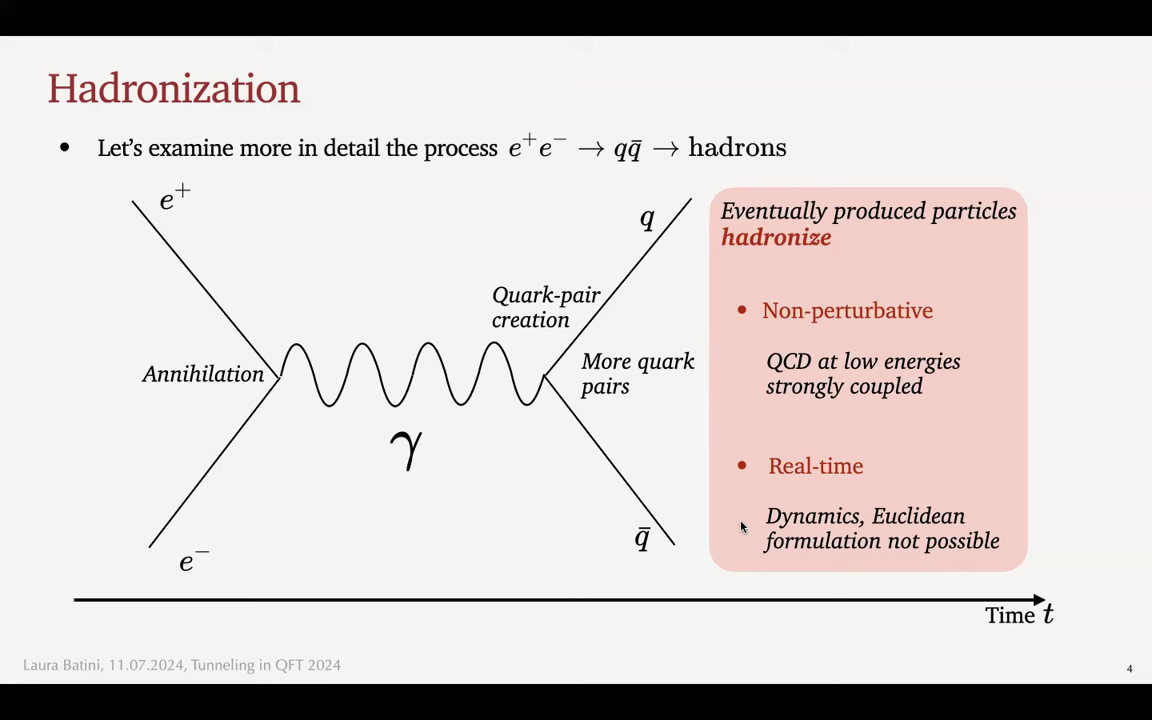 Hadronization
• Let's examine more in detail the process e⁺e⁻ → qq̄ → hadrons
e⁺
q
Eventually produced particles
hadronize
Quark-pair
creation
• Non-perturbative
Annihilation
More quark
pairs
QCD at low energies
strongly coupled
γ
• Real-time
Dynamics, Euclidean
formulation not possible
q̄
e⁻
Time t
Laura Batini, 11.07.2024, Tunneling in QFT 2024
4